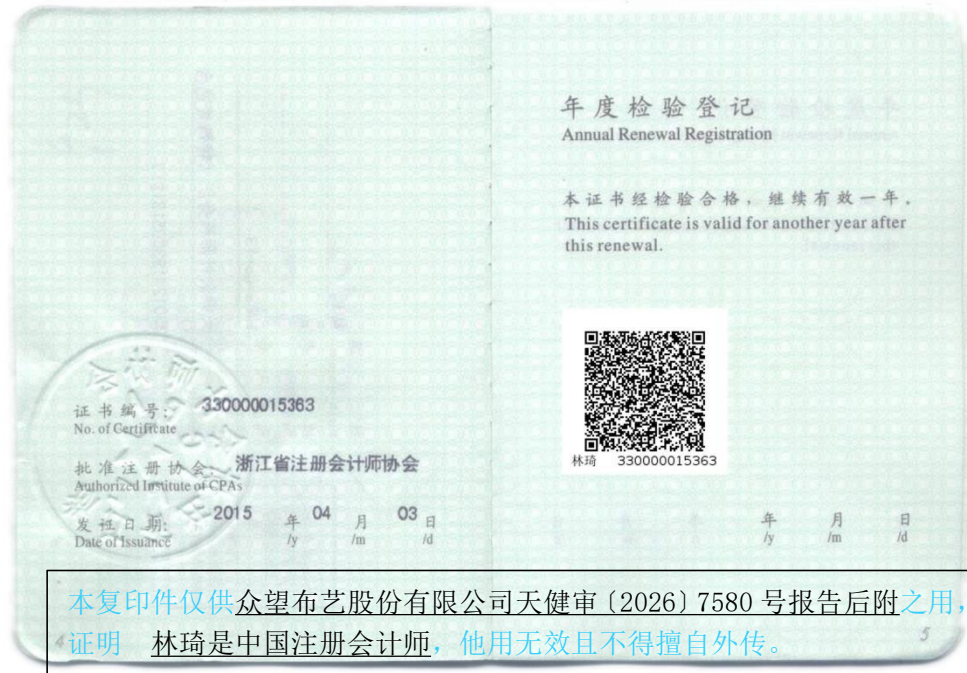 证书编号: 330000015363
No. of Certificate
批准注册协会: 浙江省注册会计师协会
Authorized Institute of CPAs
发证日期: 2015 年 04 月 03 日
Date of Issuance /y /m /d
4
年度检验登记
Annual Renewal Registration
本证书经检验合格，继续有效一年。
This certificate is valid for another year after
this renewal.
林琦 330000015363
年 月 日
/y /m /d
5
本复印件仅供众望布艺股份有限公司天健审〔2026〕7580 号报告后附之用，
证明 林琦是中国注册会计师，他用无效且不得擅自外传。